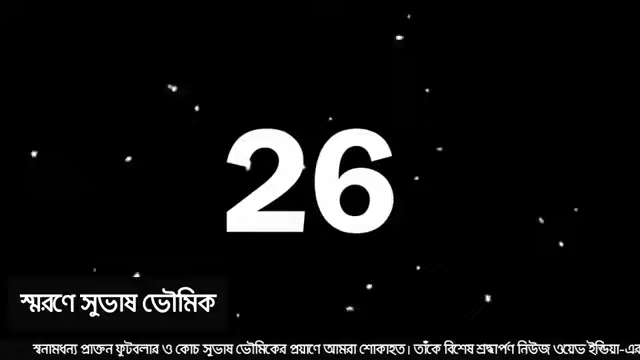 26
স্মরণে সুভাষ ভৌমিক
স্বনামধন্য প্রাক্তন ফুটবলার ও কোচ সুভাষ ভৌমিকের প্রয়াণে আমরা শোকাহত। তাঁকে বিশেষ শ্রদ্ধার্পণ নিউজ ওয়েভ ইন্ডিয়া-এর